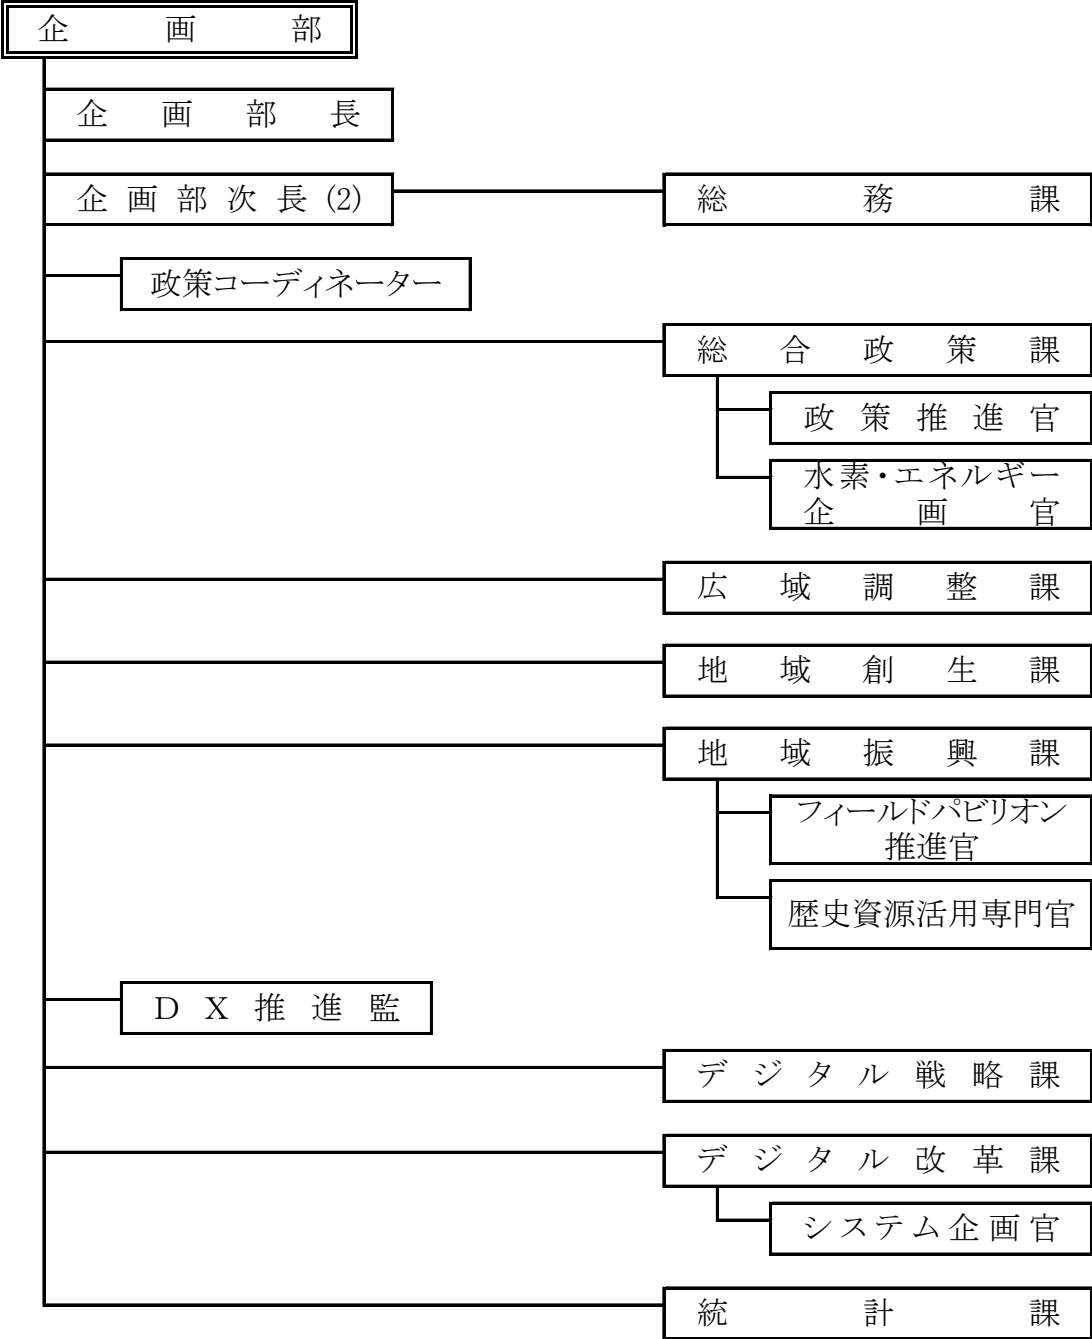 企画部
企画部長
企画部次長(2)
総務課
政策コーディネーター
総合政策課
政策推進官
水素・エネルギー
企画官
広域調整課
地域創生課
地域振興課
フィールドパビリオン
推進官
歴史資源活用専門官
DX推進監
デジタル戦略課
デジタル改革課
システム企画官
統計課